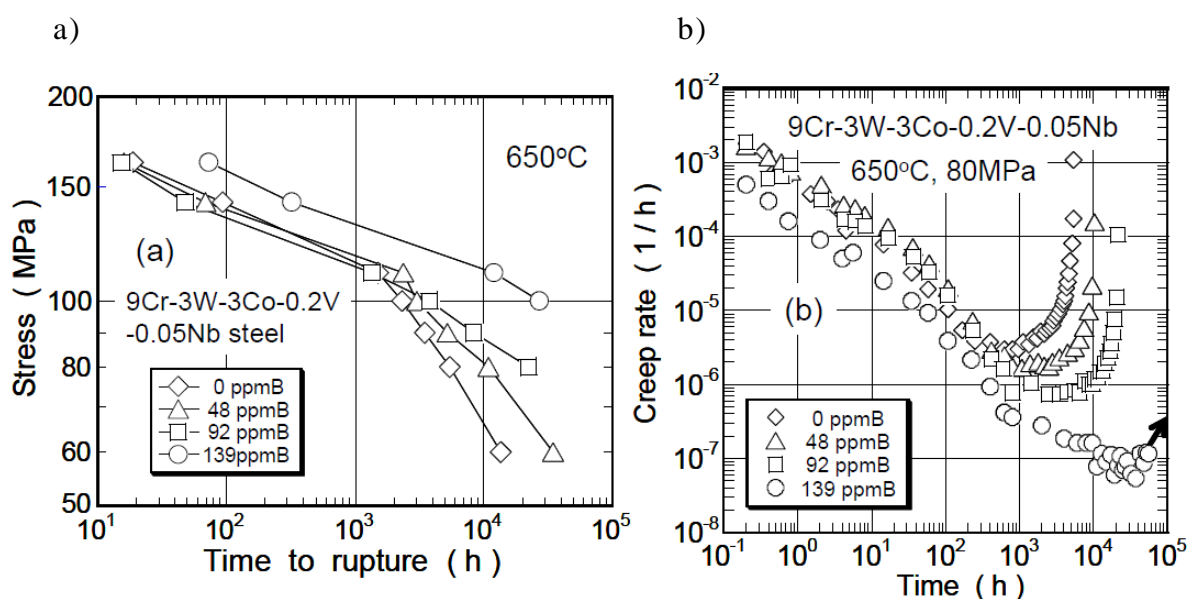 a)
b)
Stress (MPa)
200
150
100
80
60
50
650ºC
(a)
9Cr-3W-3Co-0.2V
-0.05Nb steel
0 ppmB
48 ppmB
92 ppmB
139ppmB
10¹ 10² 10³ 10⁴ 10⁵
Time to rupture (h)
Creep rate (1/h)
10⁻²
10⁻³
10⁻⁴
10⁻⁵
10⁻⁶
10⁻⁷
10⁻⁸
9Cr-3W-3Co-0.2V-0.05Nb
650ºC, 80MPa
(b)
0 ppmB
48 ppmB
92 ppmB
139 ppmB
10⁻¹ 10⁰ 10¹ 10² 10³ 10⁴ 10⁵
Time (h)